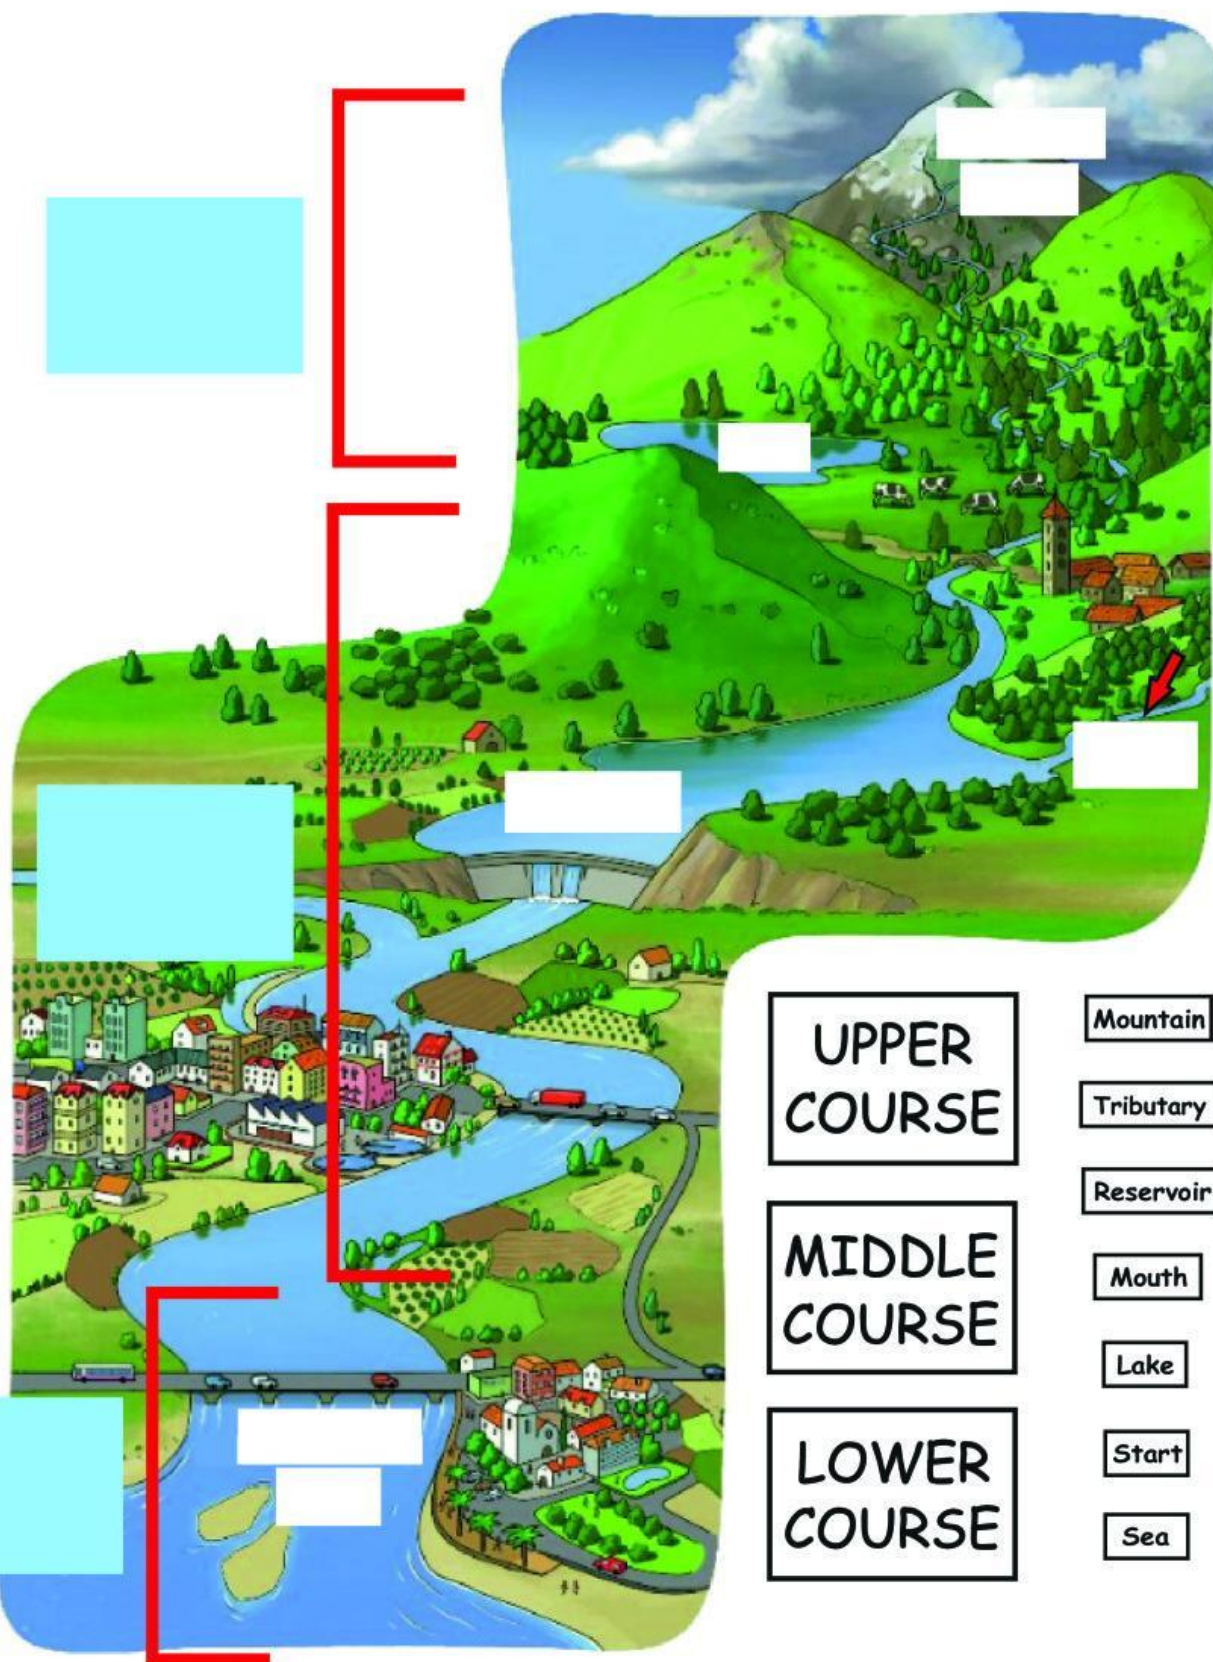 UPPER
COURSE
MIDDLE
COURSE
LOWER
COURSE
Mountain
Tributary
Reservoir
Mouth
Lake
Start
Sea